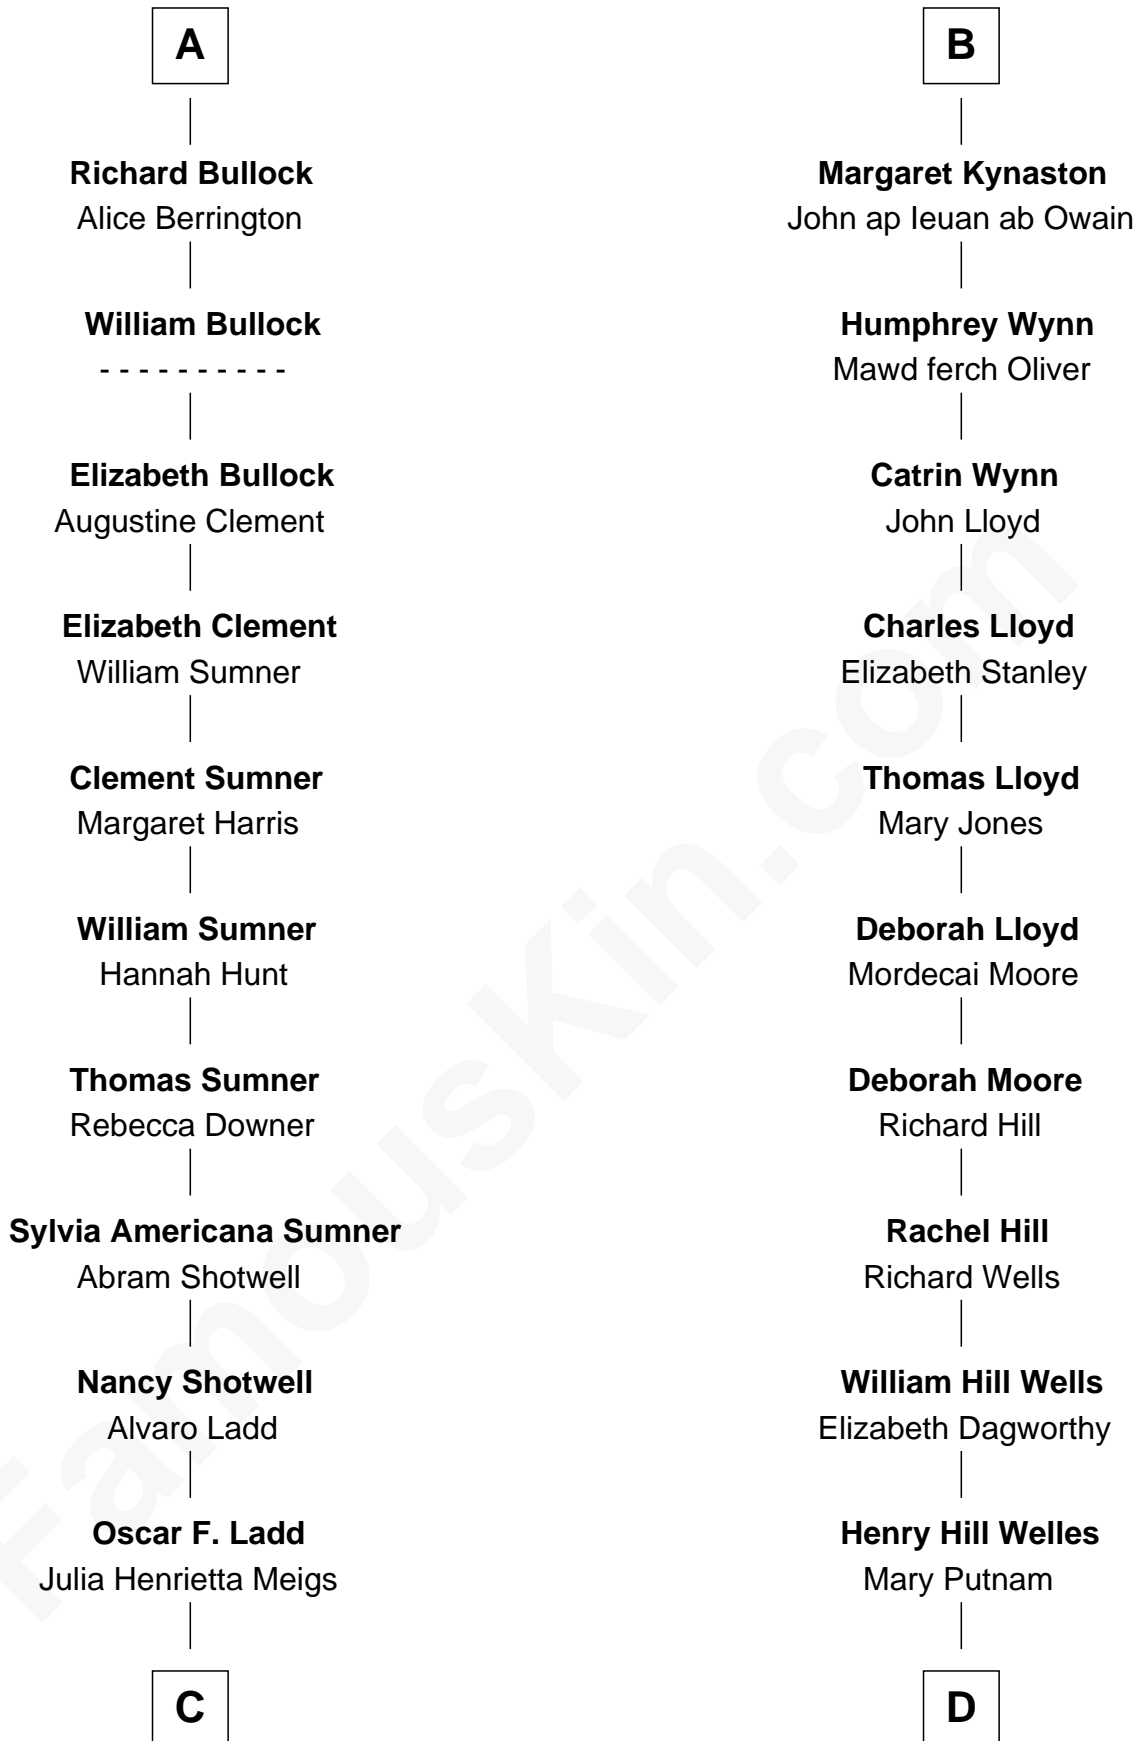 A
Richard Bullock
Alice Berrington
William Bullock
- - - - - - - - - -
Elizabeth Bullock
Augustine Clement
Elizabeth Clement
William Sumner
Clement Sumner
Margaret Harris
William Sumner
Hannah Hunt
Thomas Sumner
Rebecca Downer
Sylvia Americana Sumner
Abram Shotwell
Nancy Shotwell
Alvaro Ladd
Oscar F. Ladd
Julia Henrietta Meigs
C
B
Margaret Kynaston
John ap Ieuan ab Owain
Humphrey Wynn
Mawd ferch Oliver
Catrin Wynn
John Lloyd
Charles Lloyd
Elizabeth Stanley
Thomas Lloyd
Mary Jones
Deborah Lloyd
Mordecai Moore
Deborah Moore
Richard Hill
Rachel Hill
Richard Wells
William Hill Wells
Elizabeth Dagworthy
Henry Hill Welles
Mary Putnam
D
FamousKin.com